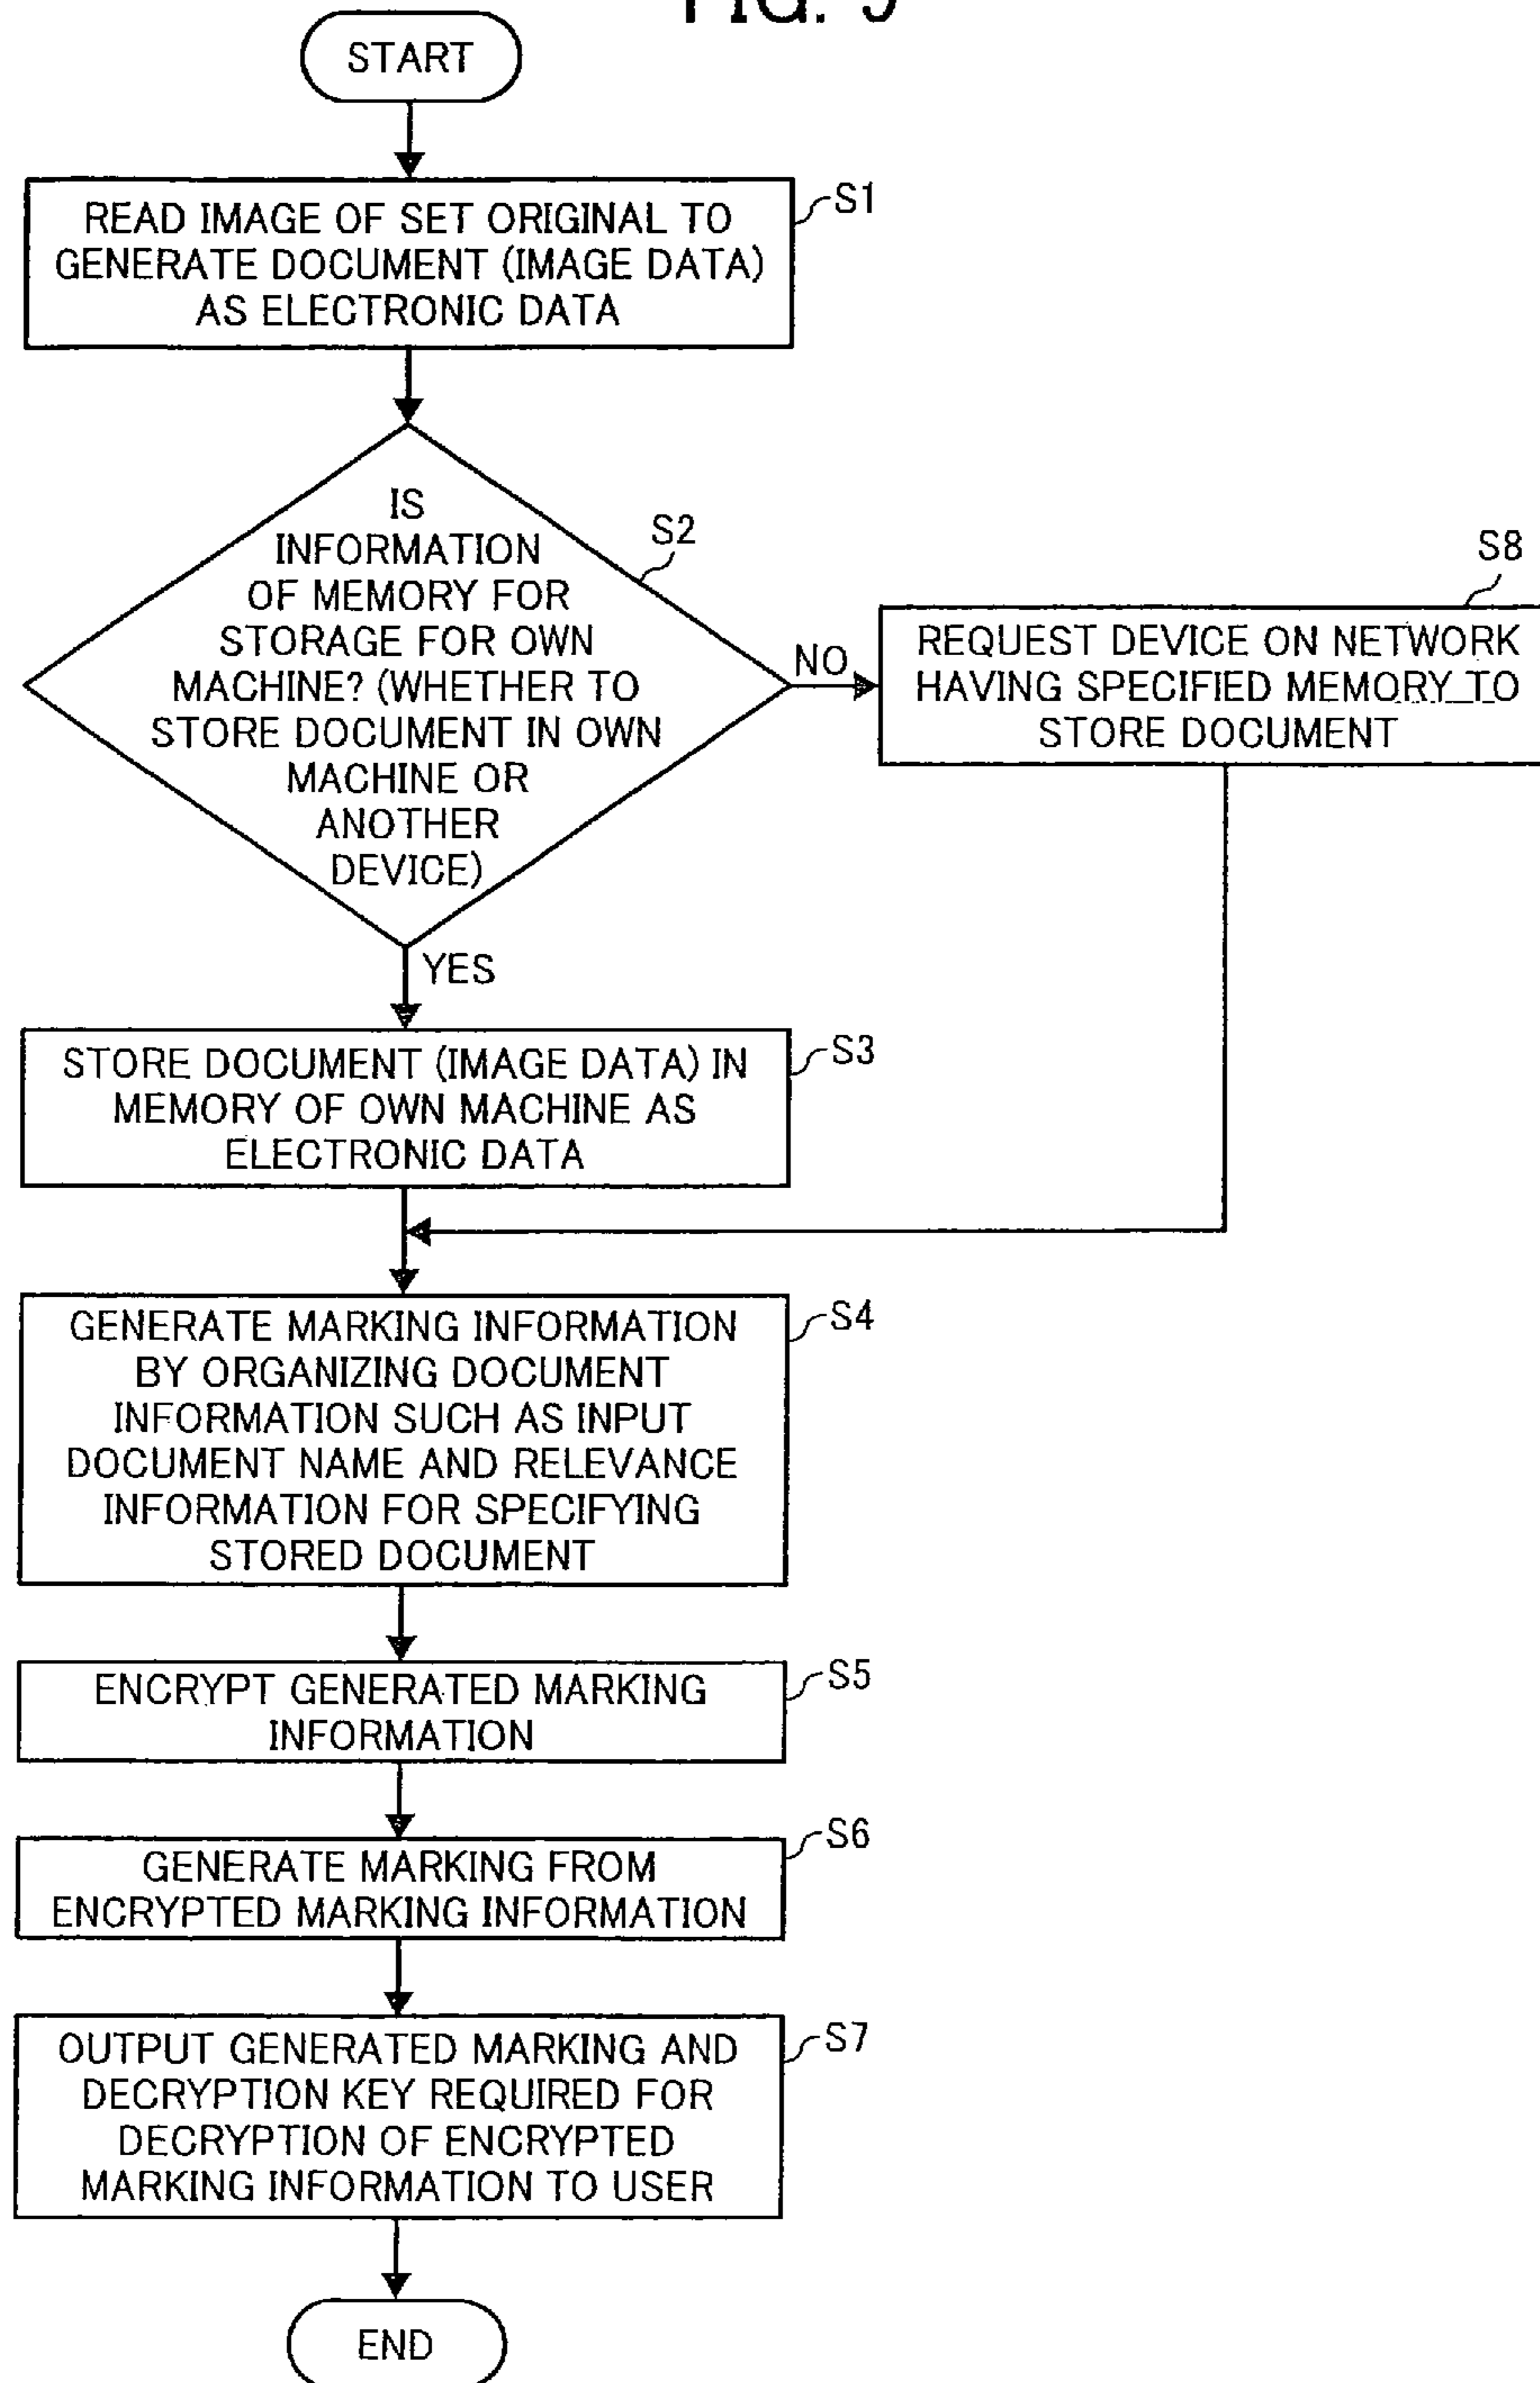 FIG.
START
READ IMAGE OF SET ORIGINAL TO
GENERATE DOCUMENT (IMAGE DATA)
AS ELECTRONIC DATA
S1
IS
INFORMATION
OF MEMORY FOR
STORAGE FOR OWN
MACHINE? (WHETHER TO
STORE DOCUMENT IN OWN
MACHINE OR
ANOTHER
DEVICE)
S2
NO
S8
REQUEST DEVICE ON NETWORK
HAVING SPECIFIED MEMORY TO
STORE DOCUMENT
YES
STORE DOCUMENT (IMAGE DATA) IN
MEMORY OF OWN MACHINE AS
ELECTRONIC DATA
S3
GENERATE MARKING INFORMATION
BY ORGANIZING DOCUMENT
INFORMATION SUCH AS INPUT
DOCUMENT NAME AND RELEVANCE
INFORMATION FOR SPECIFYING
STORED DOCUMENT
S4
ENCRYPT GENERATED MARKING
INFORMATION
S5
GENERATE MARKING FROM
ENCRYPTED MARKING INFORMATION
S6
OUTPUT GENERATED MARKING AND
DECRYPTION KEY REQUIRED FOR
DECRYPTION OF ENCRYPTED
MARKING INFORMATION TO USER
S7
END